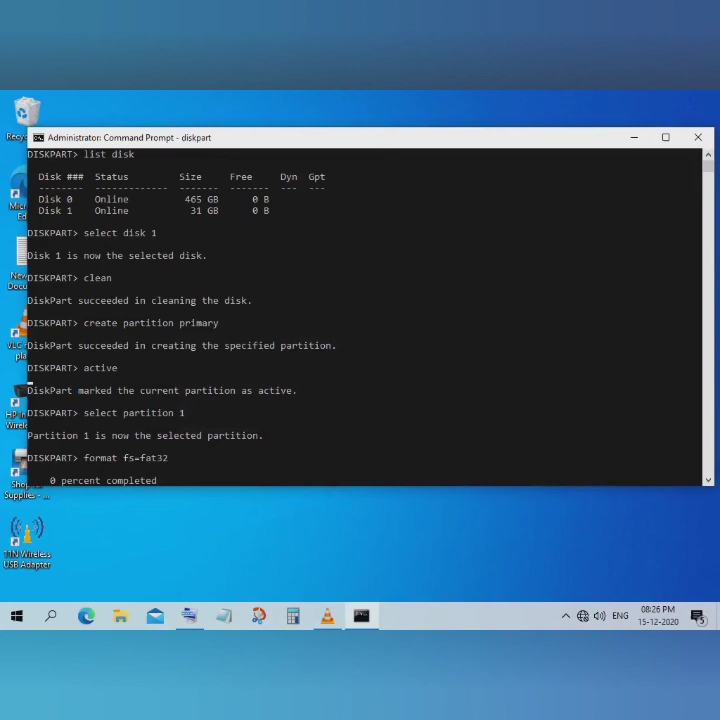 Administrator: Command Prompt - diskpart
DISKPART> list disk
Disk ###  Status         Size     Free     Dyn  Gpt
--------  -------------  -------  -------  ---  ---
Disk 0    Online          465 GB      0 B
Disk 1    Online           31 GB      0 B
DISKPART> select disk 1
Disk 1 is now the selected disk.
DISKPART> clean
DiskPart succeeded in cleaning the disk.
DISKPART> create partition primary
DiskPart succeeded in creating the specified partition.
DISKPART> active
DiskPart marked the current partition as active.
DISKPART> select partition 1
Partition 1 is now the selected partition.
DISKPART> format fs=fat32
0 percent completed
Supplies - ...
11N Wireless
USB Adapter
ENG
08:26 PM
15-12-2020
5